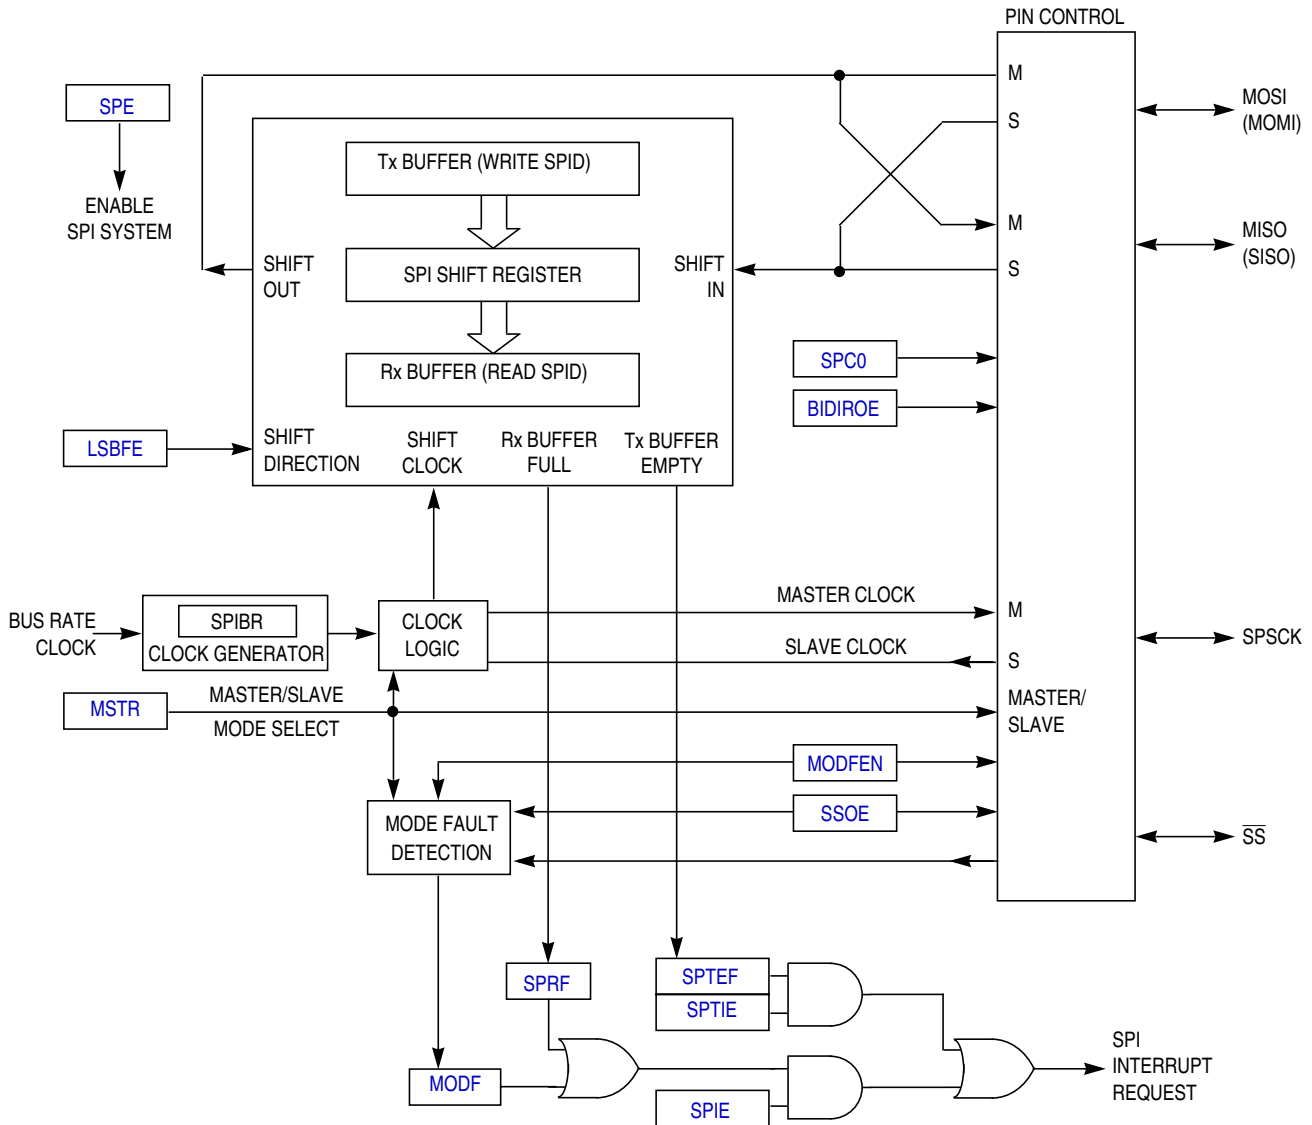 PIN CONTROL
M
MOSI
(MOMI)
SPE
S
Tx BUFFER (WRITE SPID)
ENABLE
SPI SYSTEM
M
MISO
(SISO)
SHIFT
OUT
SPI SHIFT REGISTER
SHIFT
IN
S
SPC0
Rx BUFFER (READ SPID)
BIDIROE
LSBFE
SHIFT
DIRECTION
SHIFT
CLOCK
Rx BUFFER
FULL
Tx BUFFER
EMPTY
MASTER CLOCK
M
BUS RATE
CLOCK
SPIBR
CLOCK GENERATOR
CLOCK
LOGIC
SLAVE CLOCK
S
SPSCK
MSTR
MASTER/SLAVE
MODE SELECT
MASTER/
SLAVE
MODFEN
SSOE
MODE FAULT
DETECTION
SS
SPRF
SPTEF
SPTIE
MODF
SPIE
SPI
INTERRUPT
REQUEST